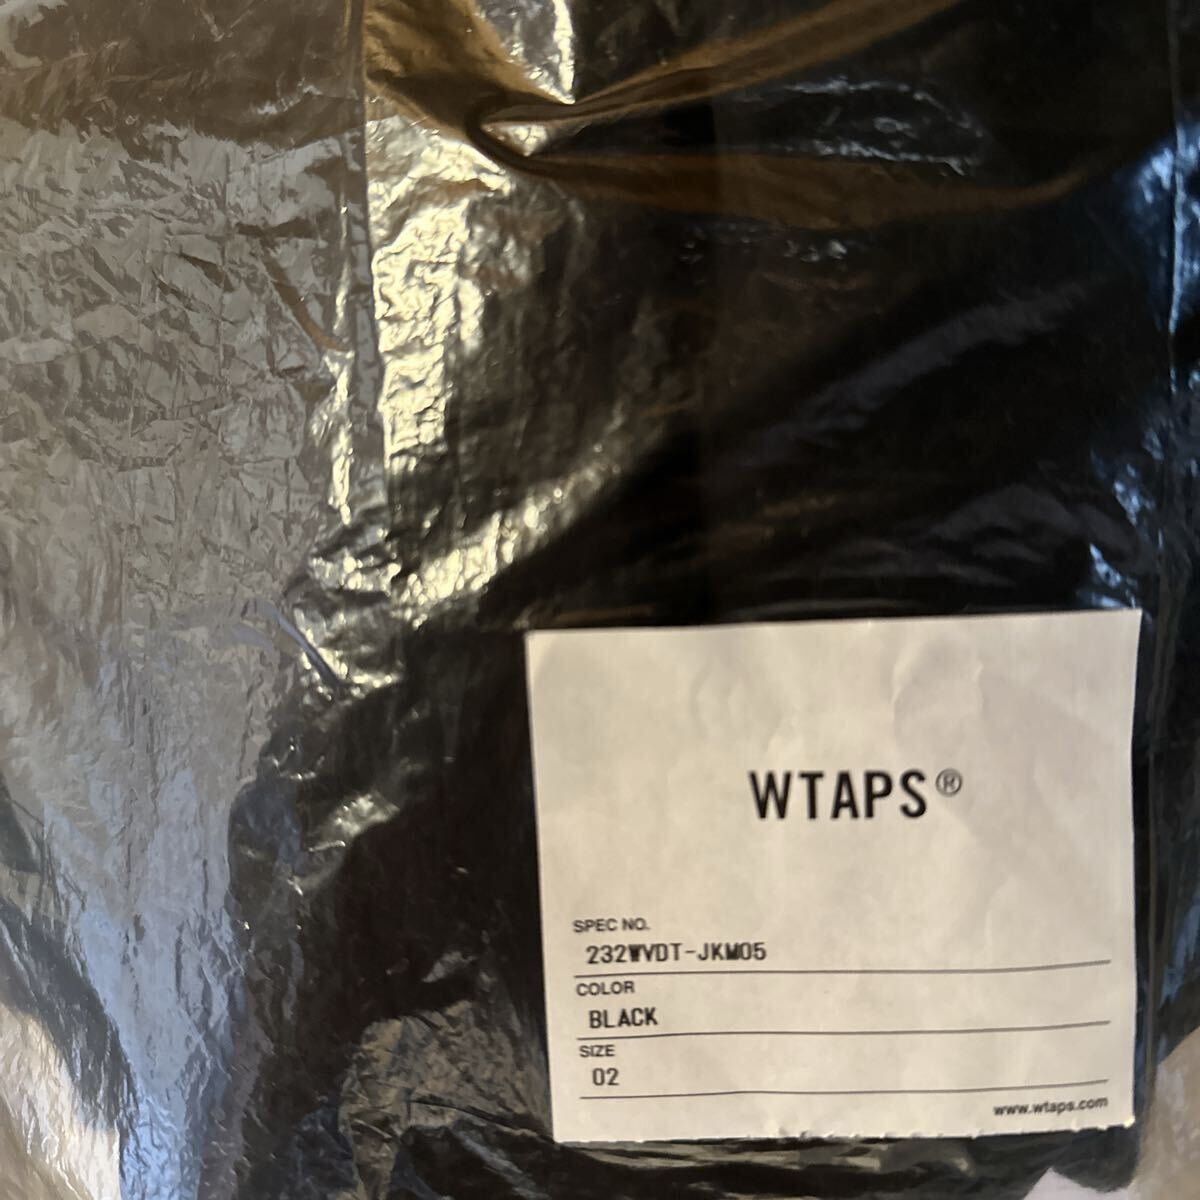 WTAPS®
SPEC NO.
232WVDT-JKM05
COLOR
BLACK
SIZE
02
www.wtaps.com